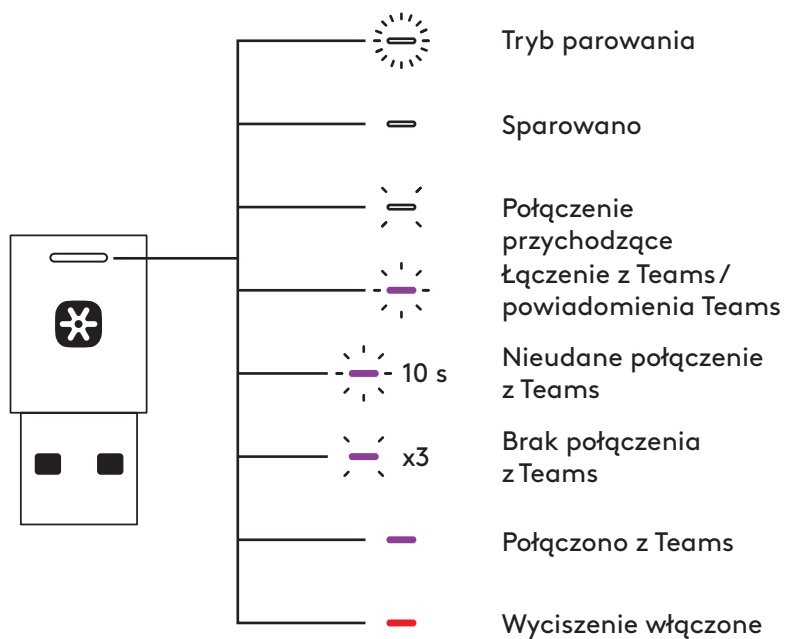 Tryb parowania
Sparowano
Połączenie
przychodzące
Łączenie z Teams /
powiadomienia Teams
10 s
Nieudane połączenie
z Teams
x3
Brak połączenia
z Teams
Połączono z Teams
Wyciszenie włączone